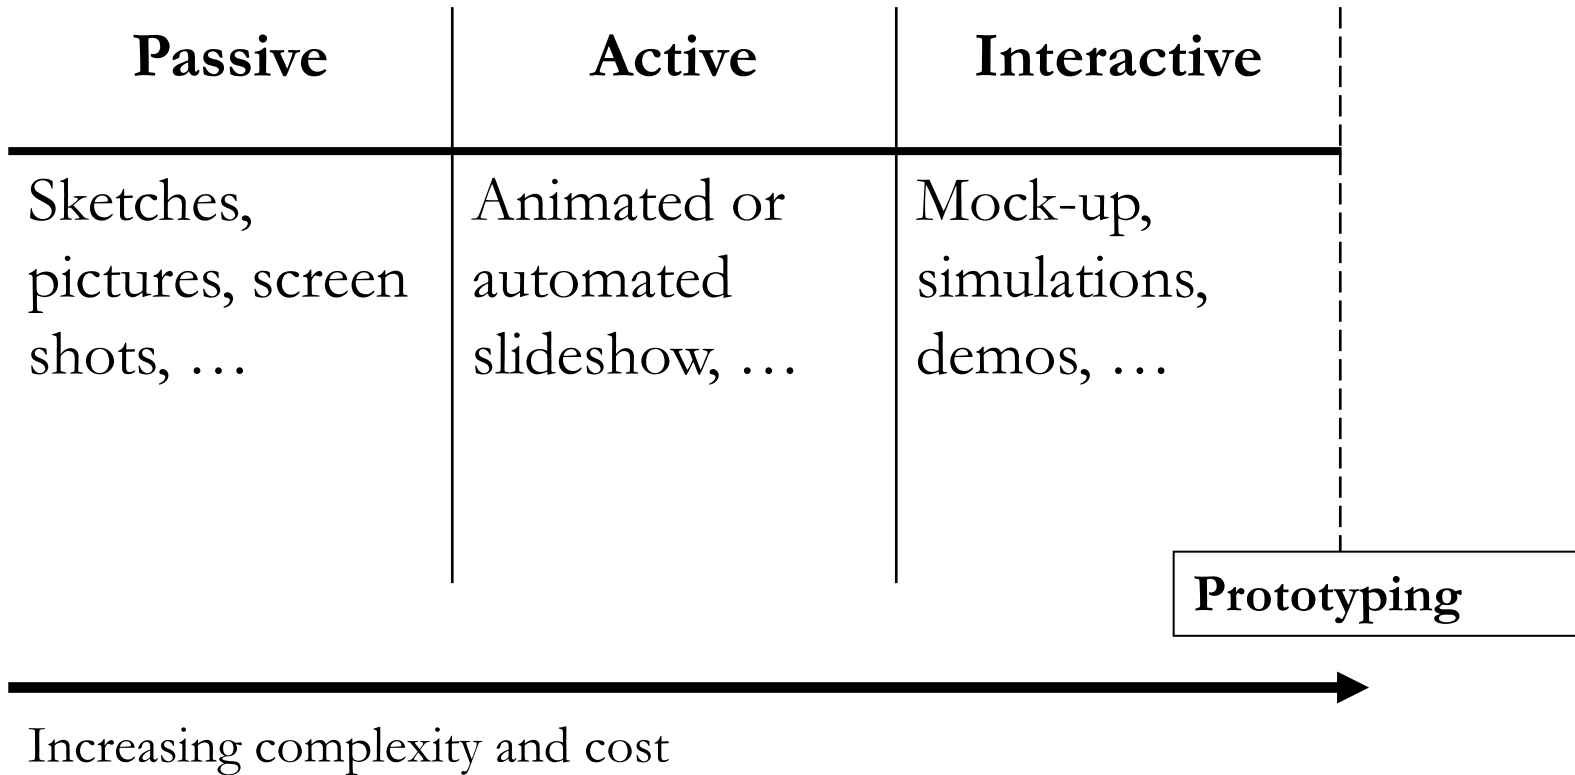 Passive
Active
Interactive
Sketches,
pictures, screen
shots, …
Animated or
automated
slideshow, …
Mock-up,
simulations,
demos, …
Prototyping
Increasing complexity and cost